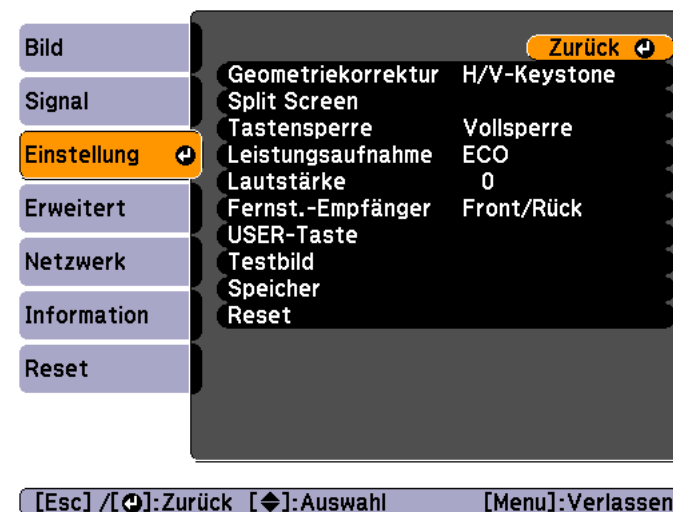 Bild
Signal
Einstellung
Erweitert
Netzwerk
Information
Reset
Zurück
Geometriekorrektur H/V-Keystone
Split Screen
Tastensperre Vollsperre
Leistungsaufnahme ECO
Lautstärke 0
Fernst.-Empfänger Front/Rück
USER-Taste
Testbild
Speicher
Reset
[Esc] /[⏎]:Zurück [◆]:Auswahl [Menu]:Verlassen